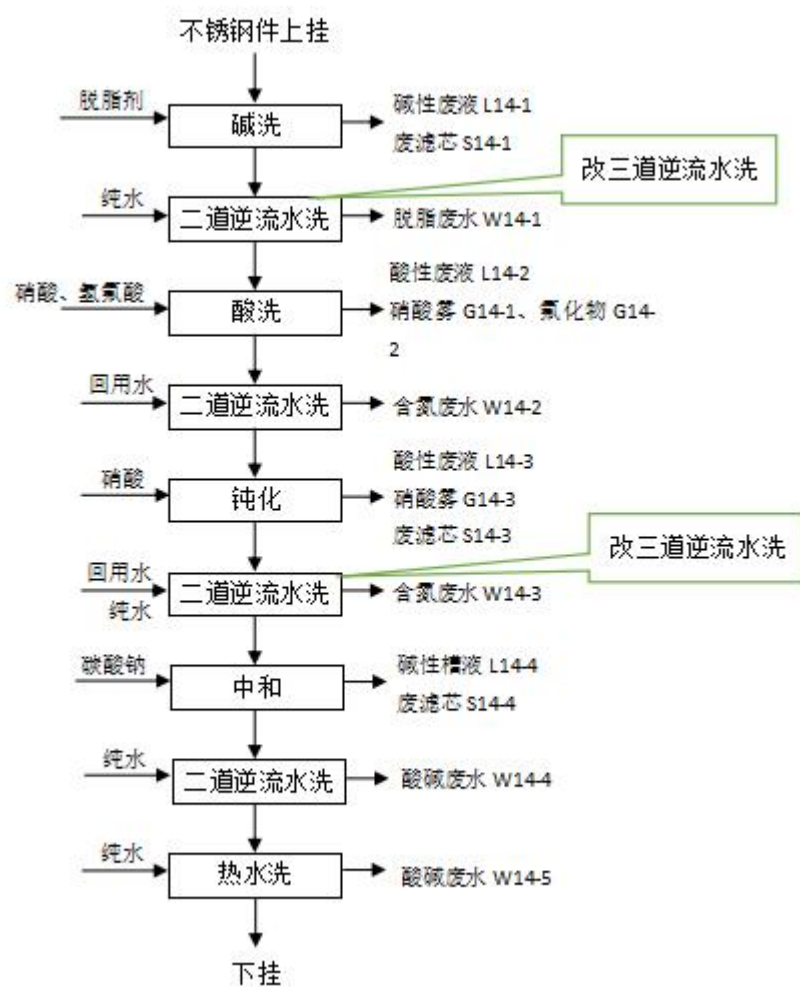 不锈钢件上挂
脱脂剂
碱洗
碱性废液 L14-1
废滤芯 S14-1
改三道逆流水洗
纯水
二道逆流水洗
脱脂废水 W14-1
硝酸、氢氟酸
酸洗
酸性废液 L14-2
硝酸雾 G14-1、氟化物 G14-
2
回用水
二道逆流水洗
含氮废水 W14-2
硝酸
钝化
酸性废液 L14-3
硝酸雾 G14-3
废滤芯 S14-3
改三道逆流水洗
回用水
纯水
二道逆流水洗
含氮废水 W14-3
碳酸钠
中和
碱性槽液 L14-4
废滤芯 S14-4
纯水
二道逆流水洗
酸碱废水 W14-4
纯水
热水洗
酸碱废水 W14-5
下挂